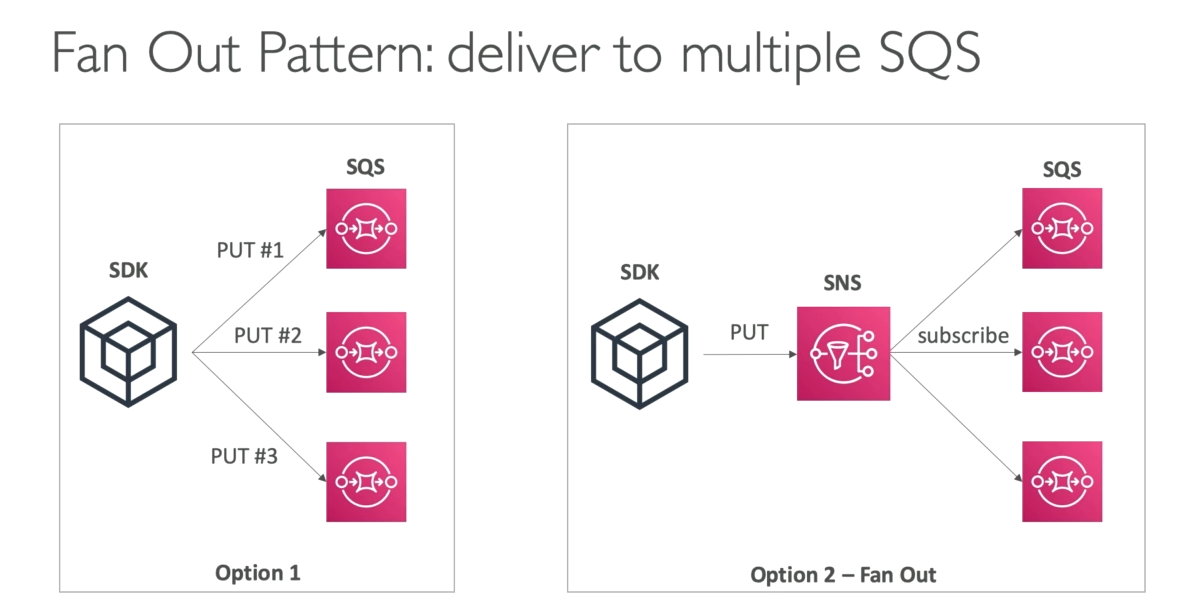 Fan Out Pattern: deliver to multiple SQS
SQS
PUT #1
SDK
PUT #2
PUT #3
Option 1
SQS
SDK
SNS
PUT
subscribe
Option 2 – Fan Out